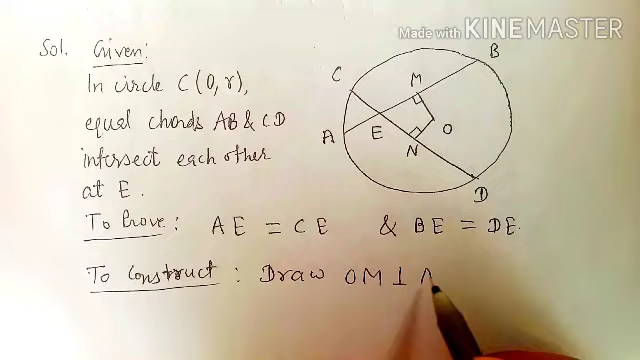 Made with KINEMASTER
Sol. Given:
In circle C(O, r),
equal chords AB & CD
intersect each other
at E.
To Prove: AE = CE & BE = DE.
To Construct: Draw OM ⊥ A
C
M
B
A
E
N
O
D